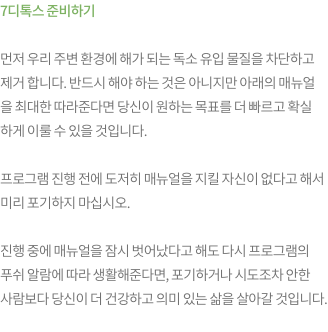 7디톡스 준비하기
먼저 우리 주변 환경에 해가 되는 독소 유입 물질을 차단하고
제거 합니다. 반드시 해야 하는 것은 아니지만 아래의 매뉴얼
을 최대한 따라준다면 당신이 원하는 목표를 더 빠르고 확실
하게 이룰 수 있을 것입니다.
프로그램 진행 전에 도저히 매뉴얼을 지킬 자신이 없다고 해서
미리 포기하지 마십시오.
진행 중에 매뉴얼을 잠시 벗어났다고 해도 다시 프로그램의
푸쉬 알람에 따라 생활해준다면, 포기하거나 시도조차 안한
사람보다 당신이 더 건강하고 의미 있는 삶을 살아갈 것입니다.